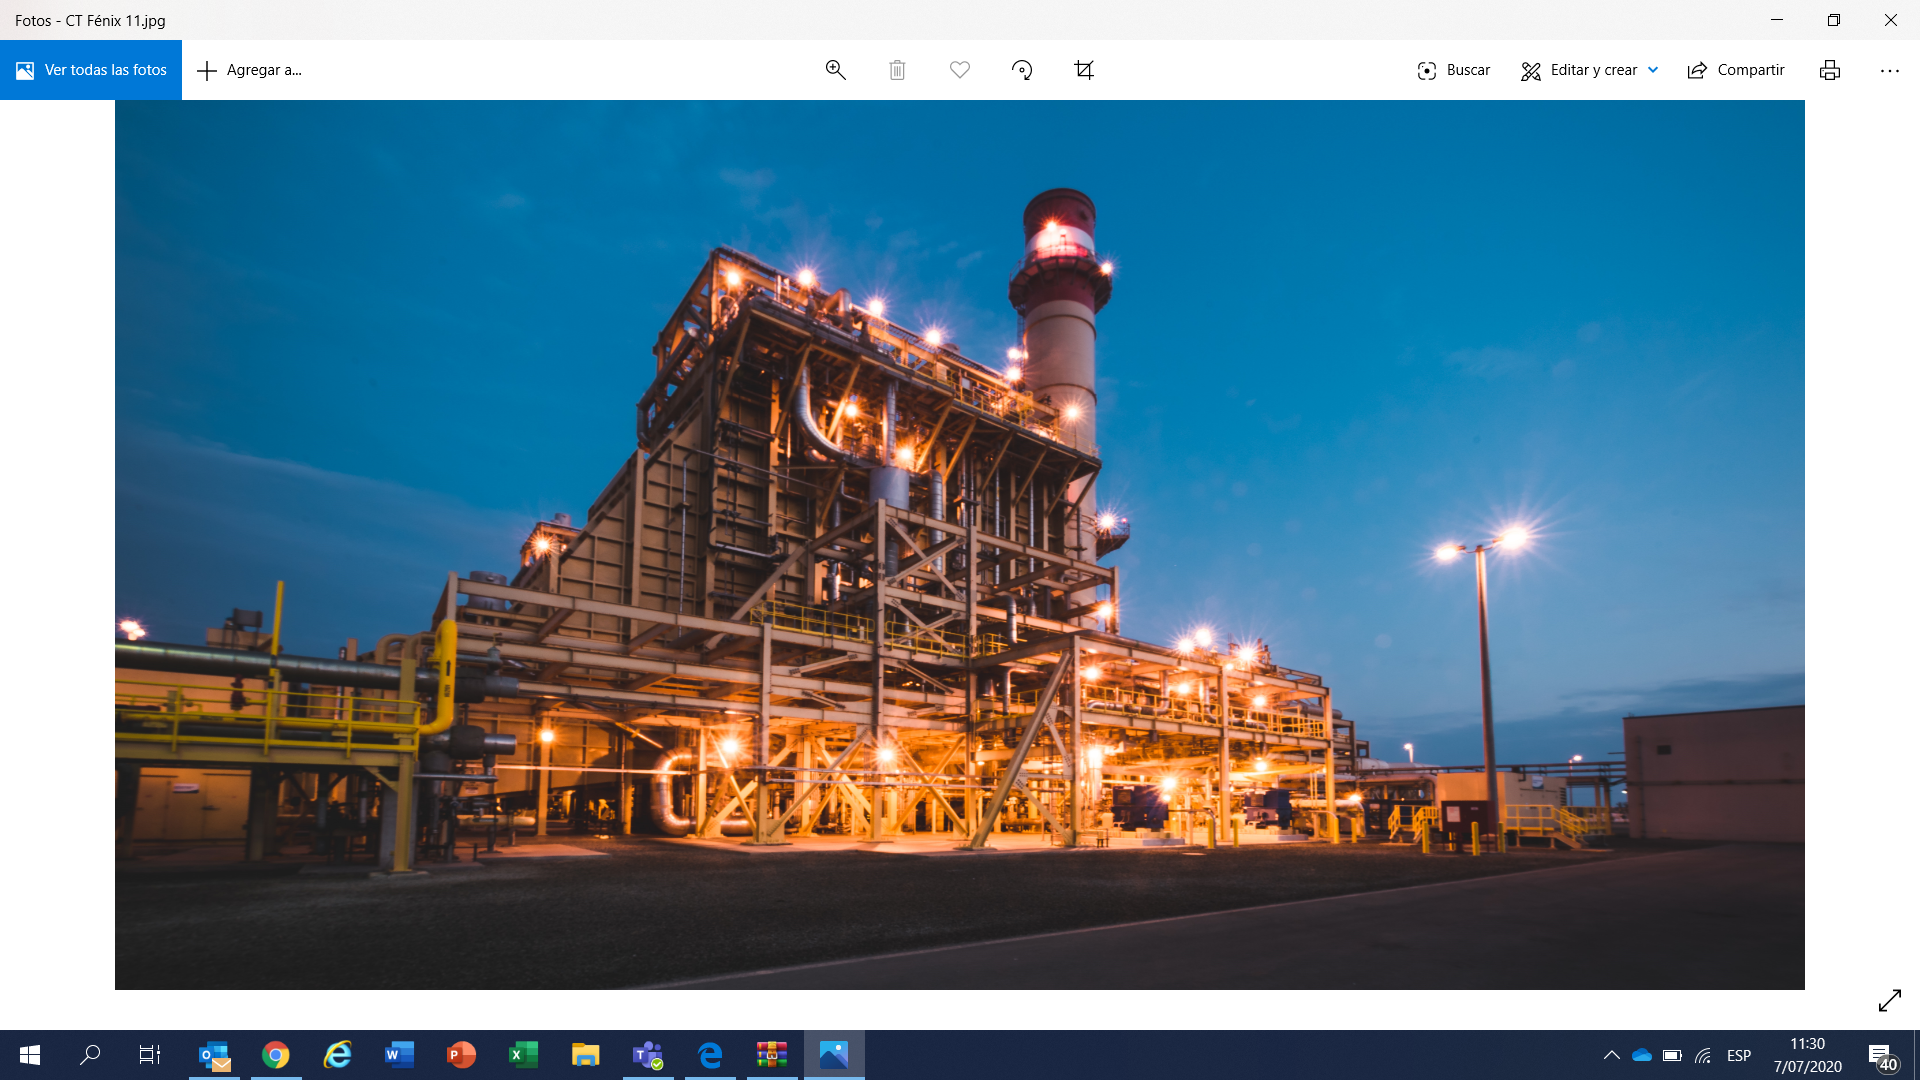 Fotos - CT Fénix 11.jpg
Ver todas las fotos
Agregar a...
Buscar
Editar y crear
Compartir
ESP
11:30
7/07/2020
40